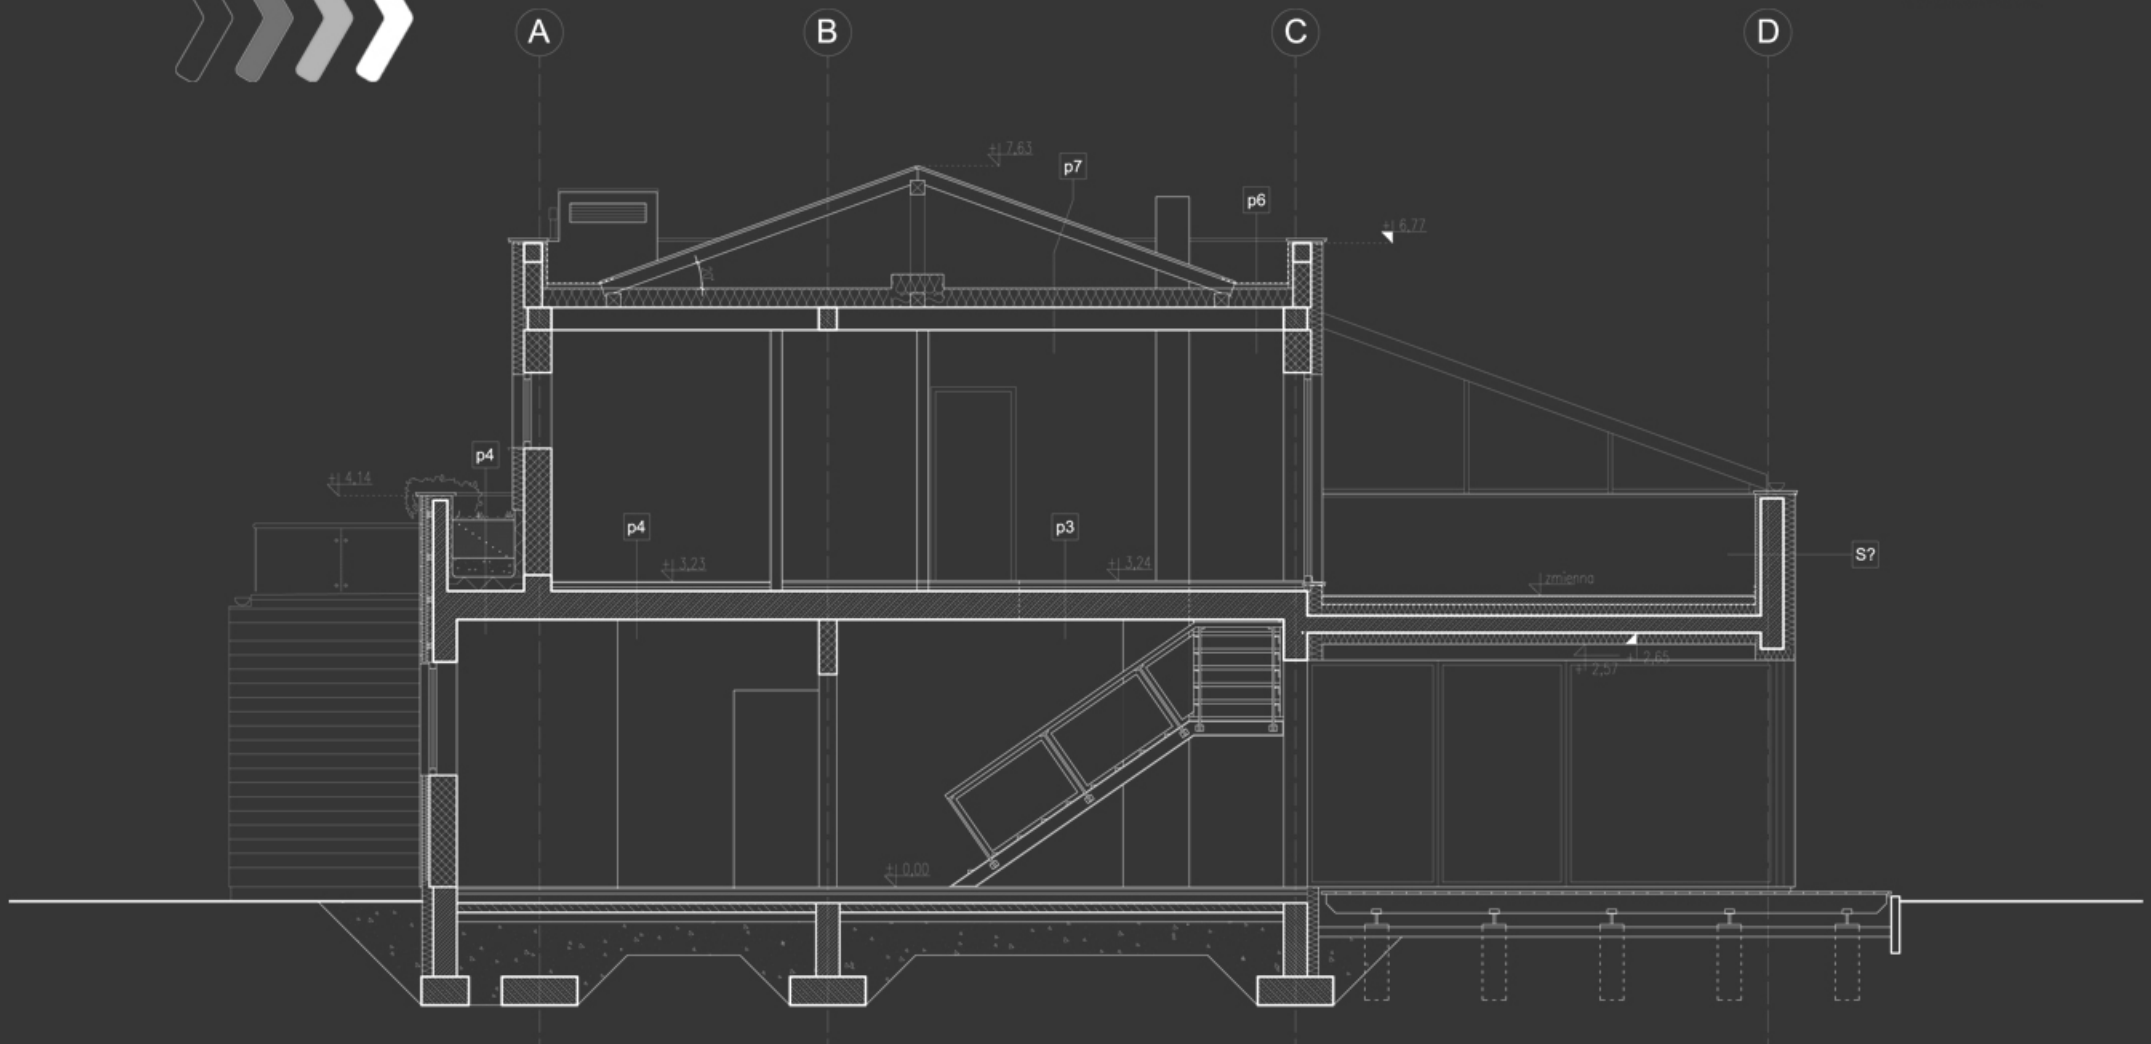 A B C D
+| 7,63
p7
p6
+| 6,77
20°
p4
+| 4,14
p4
p3
+| 3,23
+| 3,24
S?
zmienna
+| 2,65
+| 2,57
+| 0,00